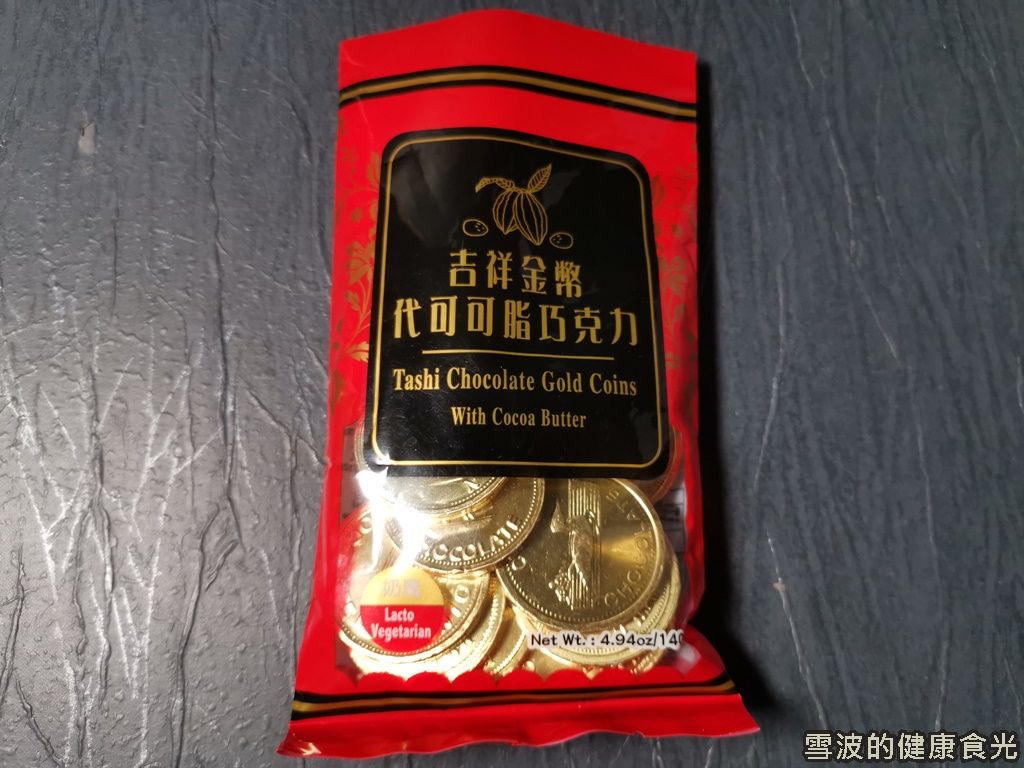 吉祥金幣
代可可脂巧克力
Tashi Chocolate Gold Coins
With Cocoa Butter
CHOCOLATE
Lacto
Vegetarian
Net Wt. : 4.94oz/140
雪波的健康食光